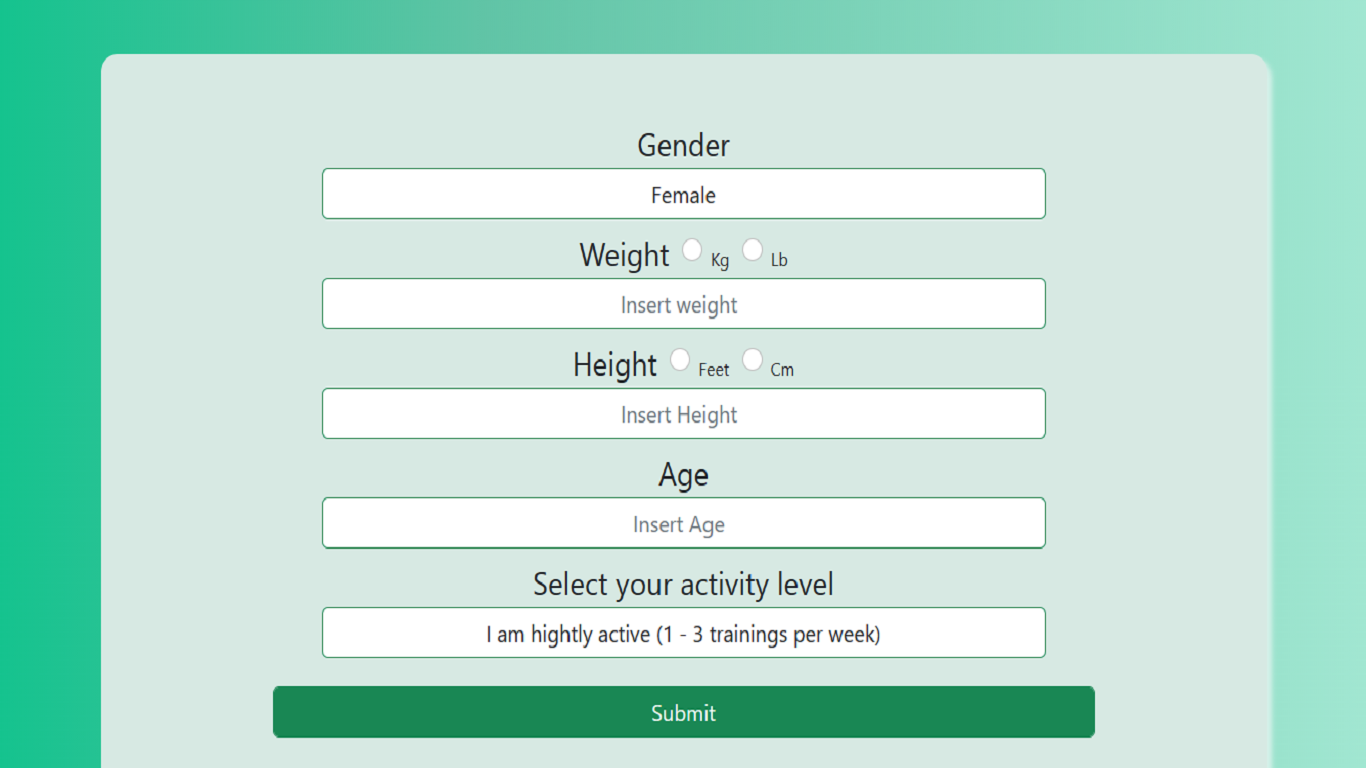 Gender
Female
Weight Kg Lb
Insert weight
Height Feet Cm
Insert Height
Age
Insert Age
Select your activity level
I am hightly active (1 - 3 trainings per week)
Submit